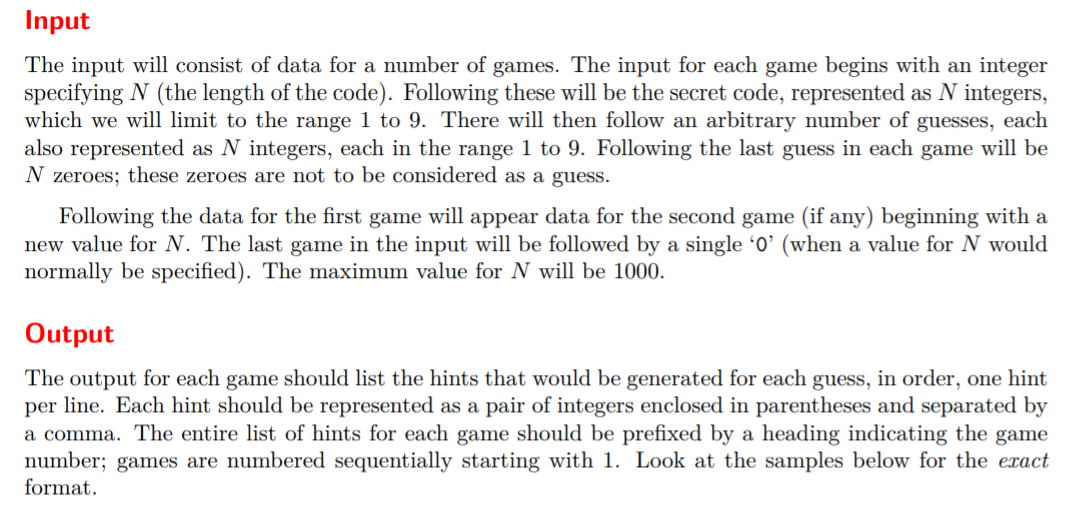 Input
The input will consist of data for a number of games. The input for each game begins with an integer
specifying N (the length of the code). Following these will be the secret code, represented as N integers,
which we will limit to the range 1 to 9. There will then follow an arbitrary number of guesses, each
also represented as N integers, each in the range 1 to 9. Following the last guess in each game will be
N zeroes; these zeroes are not to be considered as a guess.
Following the data for the first game will appear data for the second game (if any) beginning with a
new value for N. The last game in the input will be followed by a single ‘0’ (when a value for N would
normally be specified). The maximum value for N will be 1000.
Output
The output for each game should list the hints that would be generated for each guess, in order, one hint
per line. Each hint should be represented as a pair of integers enclosed in parentheses and separated by
a comma. The entire list of hints for each game should be prefixed by a heading indicating the game
number; games are numbered sequentially starting with 1. Look at the samples below for the exact
format.